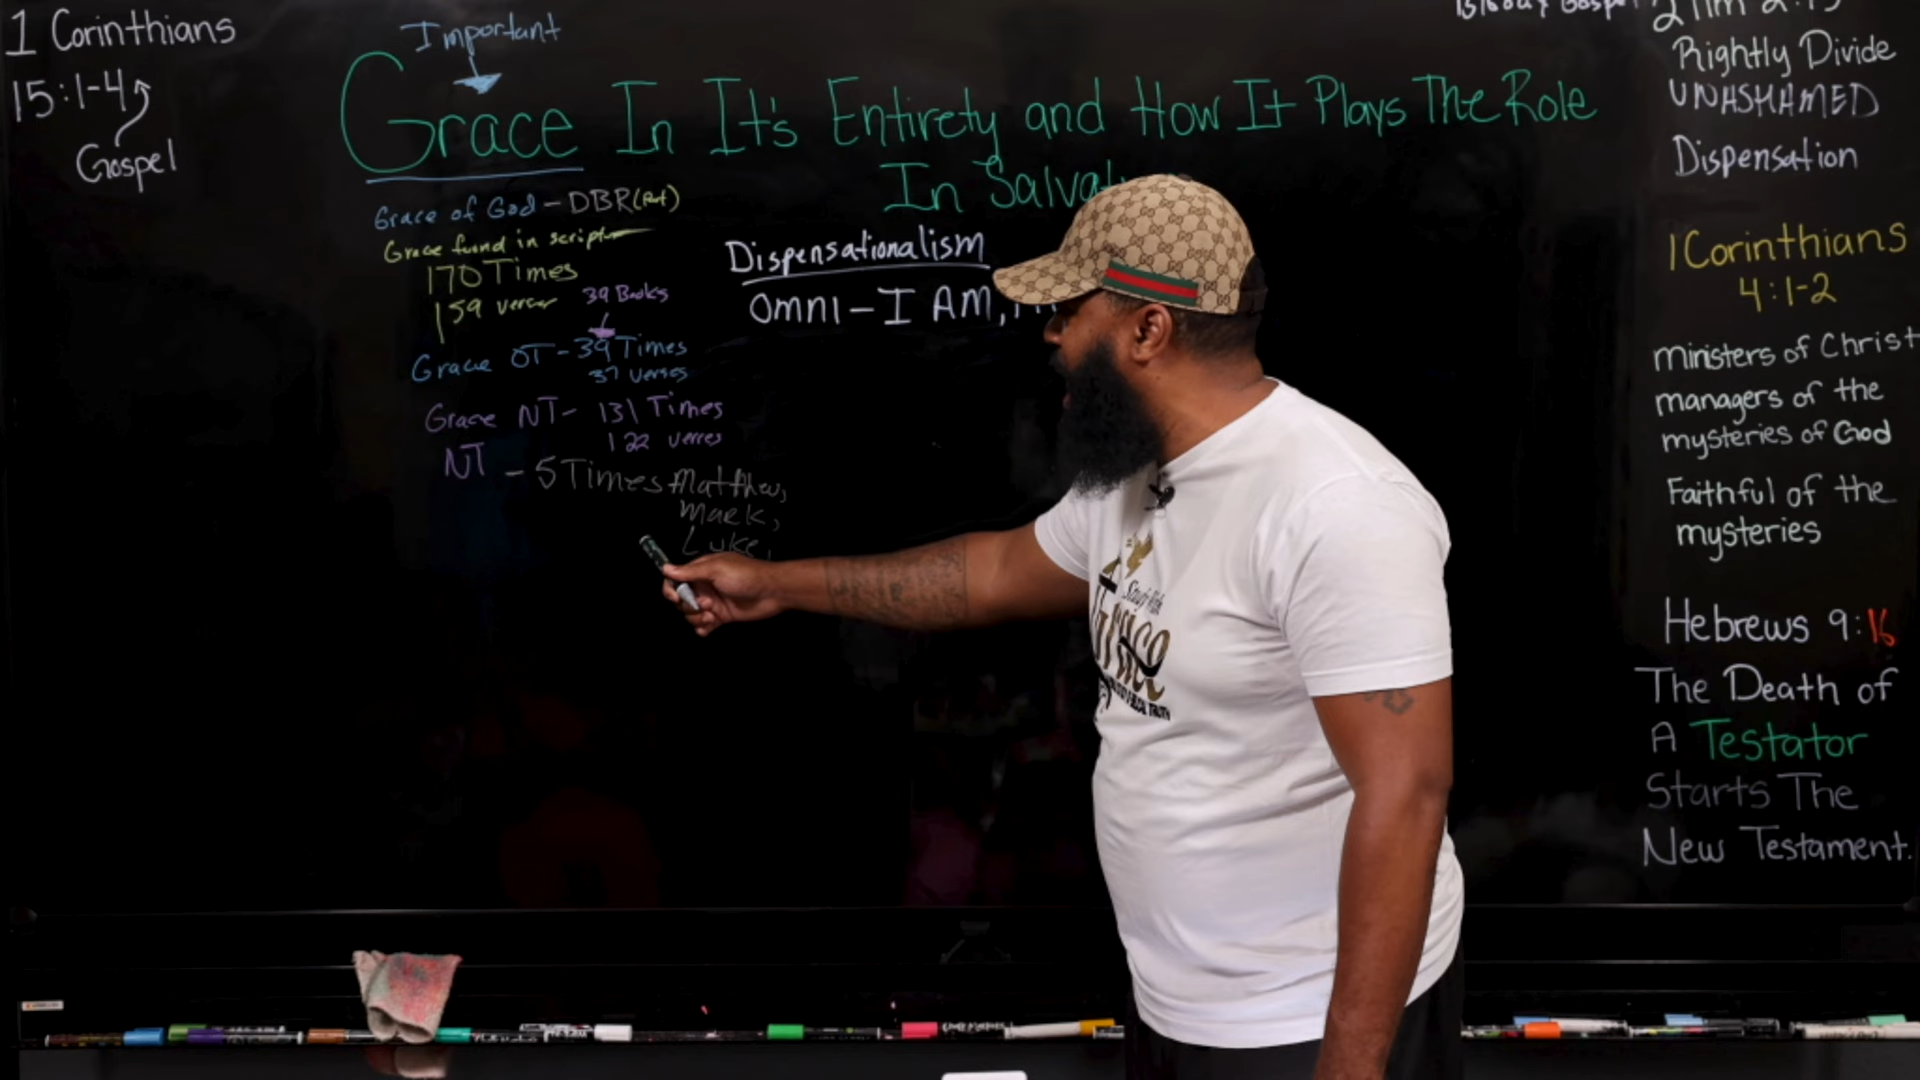 1 Corinthians
15:1-4
Gospel
Important
Grace In It's Entirety and How It Plays The Role
In Salvat
Grace of God - DBR
Grace found in script
170 Times
159 verses
39 Books
Grace OT - 39 Times
37 verses
Grace NT - 131 Times
122 verses
NT - 5 Times Matthew,
Mark,
Luke,
Dispensationalism
Omni - I AM,
2 Tim 2:15
Rightly Divide
UNASHAMED
Dispensation
1 Corinthians
4:1-2
ministers of Christ
managers of the
mysteries of God
Faithful of the
mysteries
Hebrews 9:16
The Death of
A Testator
Starts The
New Testament.
Grace
TRUTH